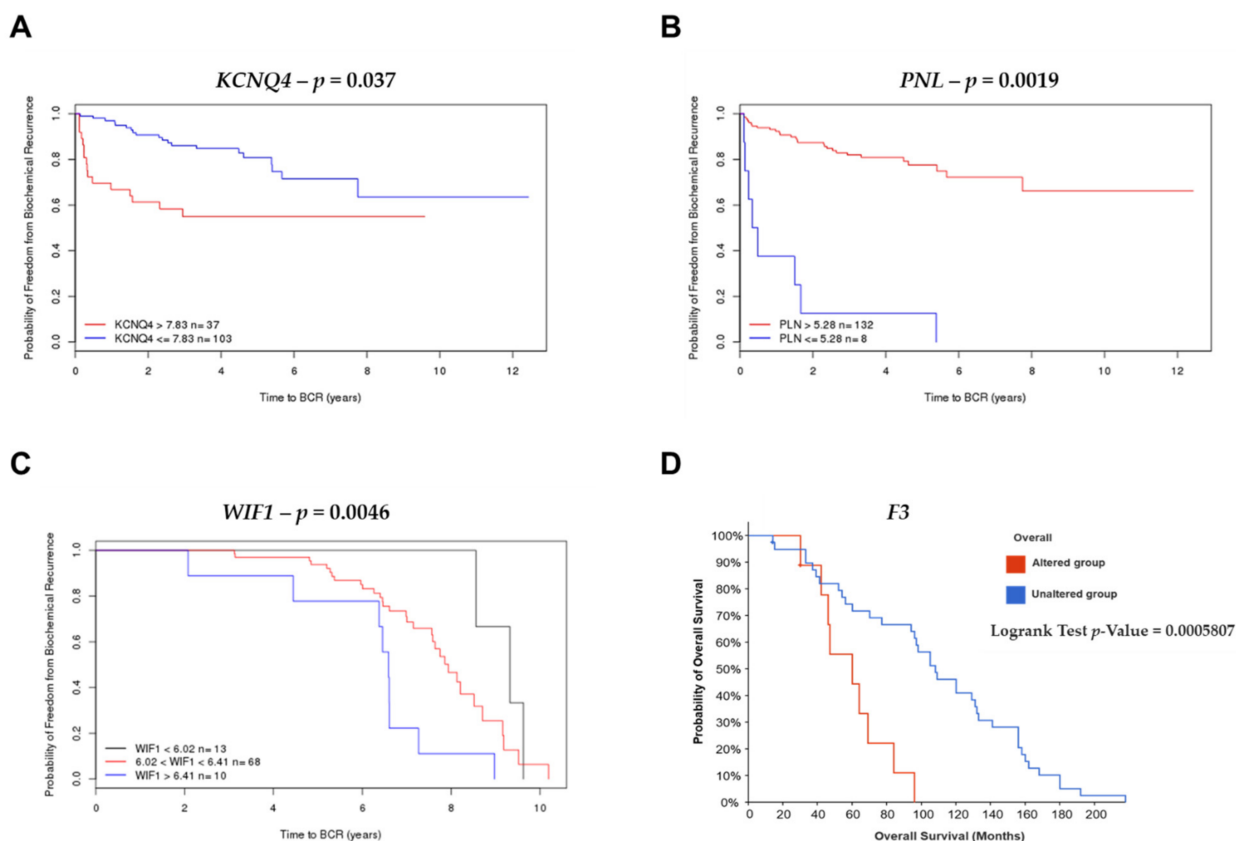 A
KCNQ4 – p = 0.037
Probability of Freedom from Biochemical Recurrence
1.0
0.8
0.6
0.4
0.2
0.0
KCNQ4 > 7.83 n= 37
KCNQ4 <= 7.83 n= 103
0 2 4 6 8 10 12
Time to BCR (years)
B
PNL – p = 0.0019
Probability of Freedom from Biochemical Recurrence
1.0
0.8
0.6
0.4
0.2
0.0
PLN > 5.28 n= 132
PLN <= 5.28 n= 8
0 2 4 6 8 10 12
Time to BCR (years)
C
WIF1 – p = 0.0046
Probability of Freedom from Biochemical Recurrence
1.0
0.8
0.6
0.4
0.2
0.0
WIF1 < 6.02 n= 13
6.02 < WIF1 < 6.41 n= 68
WIF1 > 6.41 n= 10
0 2 4 6 8 10
Time to BCR (years)
D
F3
Probability of Overall Survival
100%
90%
80%
70%
60%
50%
40%
30%
20%
10%
0%
Overall
Altered group
Unaltered group
Logrank Test p-Value = 0.0005807
0 20 40 60 80 100 120 140 160 180 200
Overall Survival (Months)